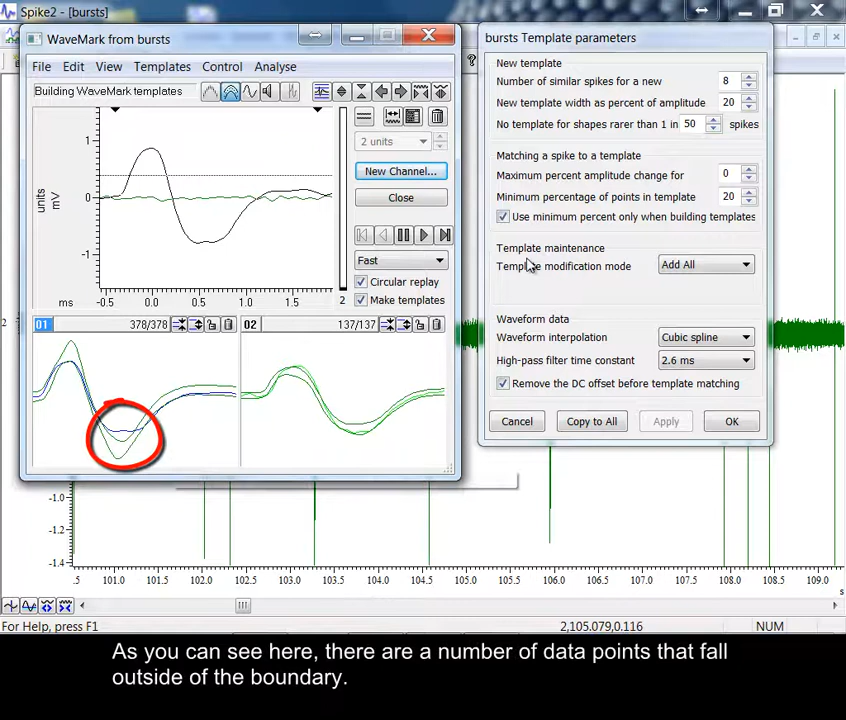 Spike2 - [bursts]
WaveMark from bursts
File Edit View Templates Control Analyse
Building WaveMark templates
2 units
New Channel...
Close
Fast
Circular replay
Make templates
units
mV
1
0
-1
ms -1.0 -0.5 0.0 0.5 1.0 1.5
2
01 378/378
02 137/137
bursts Template parameters
New template
Number of similar spikes for a new 8
New template width as percent of amplitude 20
No template for shapes rarer than 1 in 50 spikes
Matching a spike to a template
Maximum percent amplitude change for 0
Minimum percentage of points in template 20
Use minimum percent only when building templates
Template maintenance
Template modification mode Add All
Waveform data
Waveform interpolation Cubic spline
High-pass filter time constant 2.6 ms
Remove the DC offset before template matching
Cancel Copy to All Apply OK
2
-1.0
-1.2
-1.4
.5 101.0 101.5 102.0 102.5 103.0 103.5 104.0 104.5 105.0 105.5 106.0 106.5 107.0 107.5 108.0 108.5 109.0
s
For Help, press F1 2,105.079,0.116 NUM
As you can see here, there are a number of data points that fall
outside of the boundary.